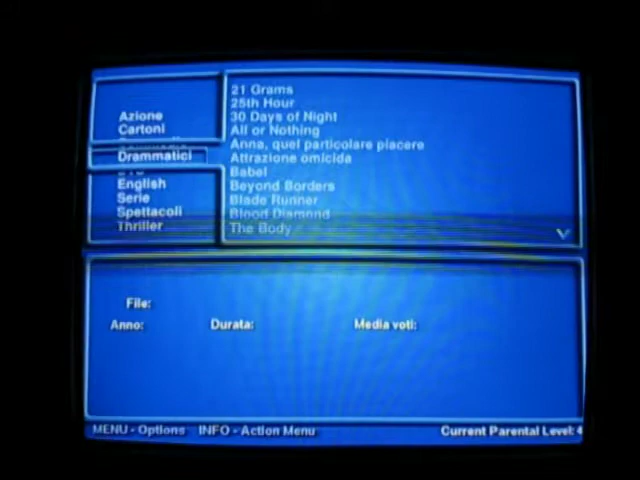 Azione
Cartoni
Drammatici
English
Serie
Spettacoli
Thriller
21 Grams
25th Hour
30 Days of Night
All or Nothing
Anna, quel particolare piacere
Attrazione omicida
Babel
Beyond Borders
Blade Runner
Blood Diamond
The Body
File:
Anno: Durata: Media voti:
MENU - Options INFO - Action Menu Current Parental Level: 4